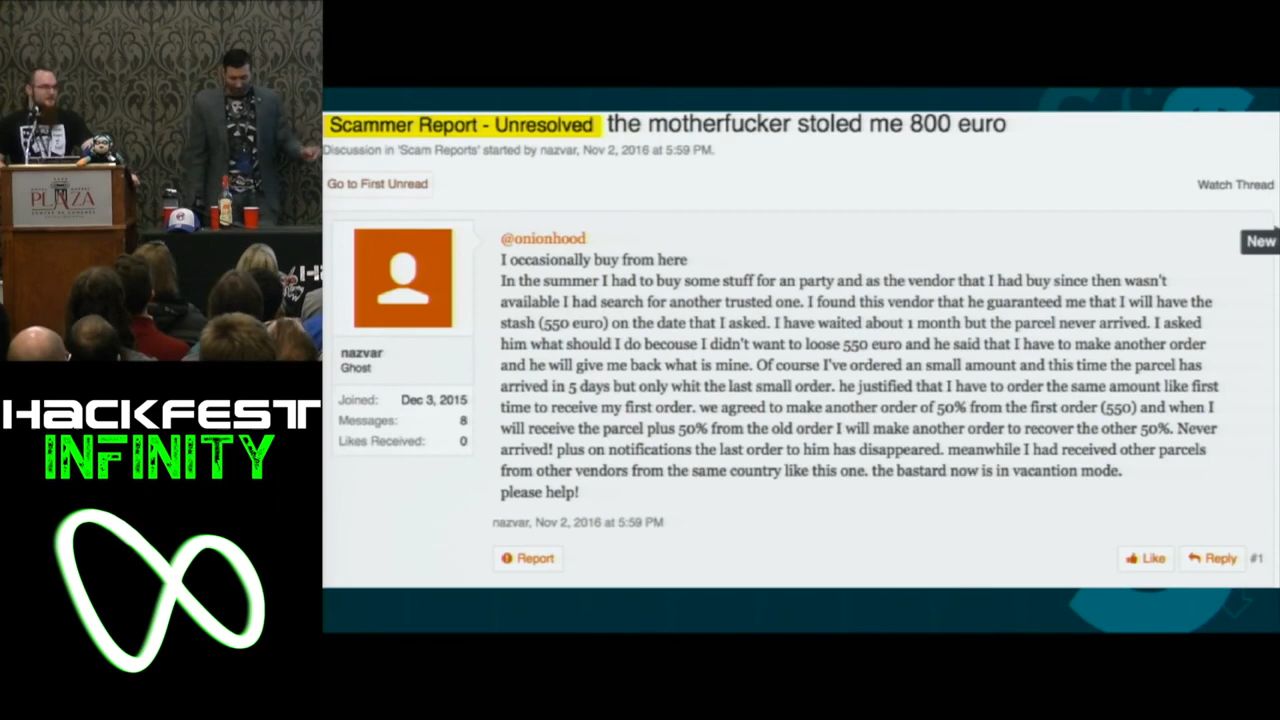 Scammer Report - Unresolved the motherfucker stoled me 800 euro
Discussion in 'Scam Reports' started by nazvar, Nov 2, 2016 at 5:59 PM.
Go to First Unread
Watch Thread
New
@onionhood
I occasionally buy from here
In the summer I had to buy some stuff for an party and as the vendor that I had buy since then wasn't
available I had search for another trusted one. I found this vendor that he guaranteed me that I will have the
stash (550 euro) on the date that I asked. I have waited about 1 month but the parcel never arrived. I asked
him what should I do becouse I didn't want to loose 550 euro and he said that I have to make another order
and he will give me back what is mine. Of course I've ordered an small amount and this time the parcel has
arrived in 5 days but only whit the last small order. he justified that I have to order the same amount like first
time to receive my first order. we agreed to make another order of 50% from the first order (550) and when I
will receive the parcel plus 50% from the old order I will make another order to recover the other 50%. Never
arrived! plus on notifications the last order to him has disappeared. meanwhile I had received other parcels
from other vendors from the same country like this one. the bastard now is in vacantion mode.
please help!
nazvar
Ghost
Joined: Dec 3, 2015
Messages: 8
Likes Received: 0
nazvar, Nov 2, 2016 at 5:59 PM
Report
Like
Reply
#1
PLAZA
HACKFEST
INFINITY